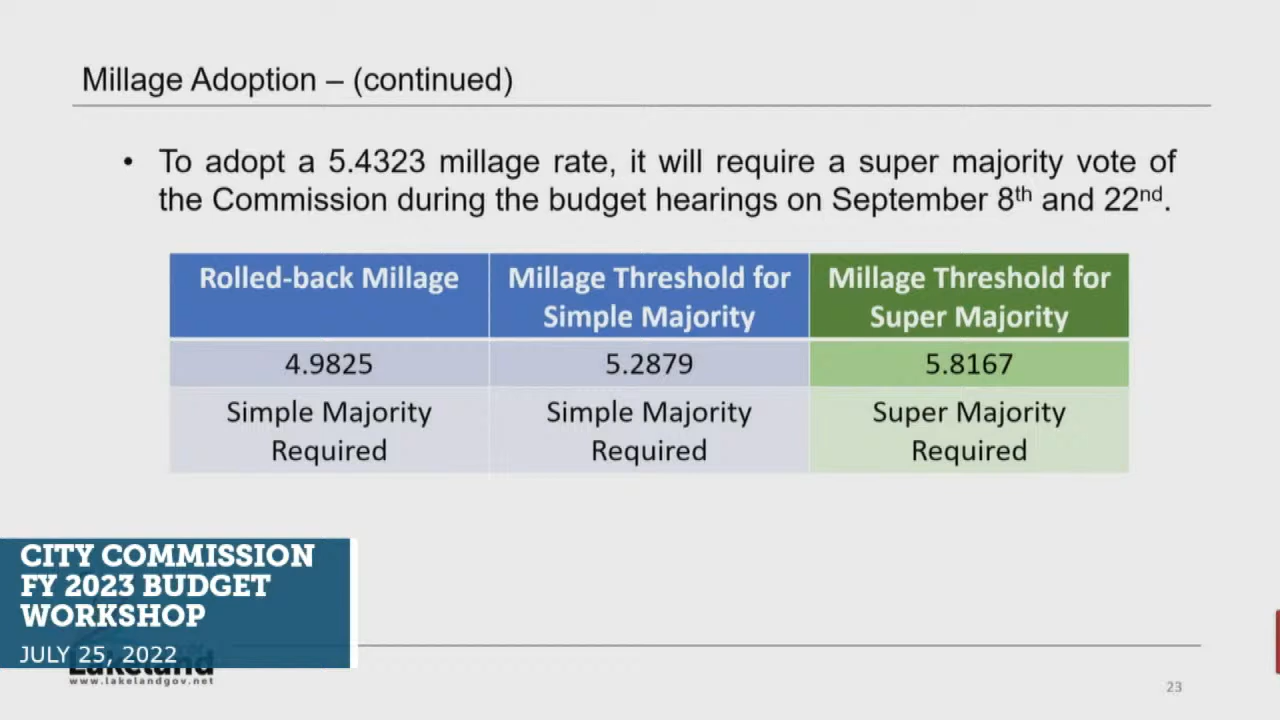 Millage Adoption – (continued)
• To adopt a 5.4323 millage rate, it will require a super majority vote of
the Commission during the budget hearings on September 8th and 22nd.
Rolled-back Millage
Millage Threshold for
Simple Majority
Millage Threshold for
Super Majority
4.9825
5.2879
5.8167
Simple Majority
Required
Simple Majority
Required
Super Majority
Required
CITY COMMISSION
FY 2023 BUDGET
WORKSHOP
JULY 25, 2022
Lakeland
www.lakelandgov.net
23